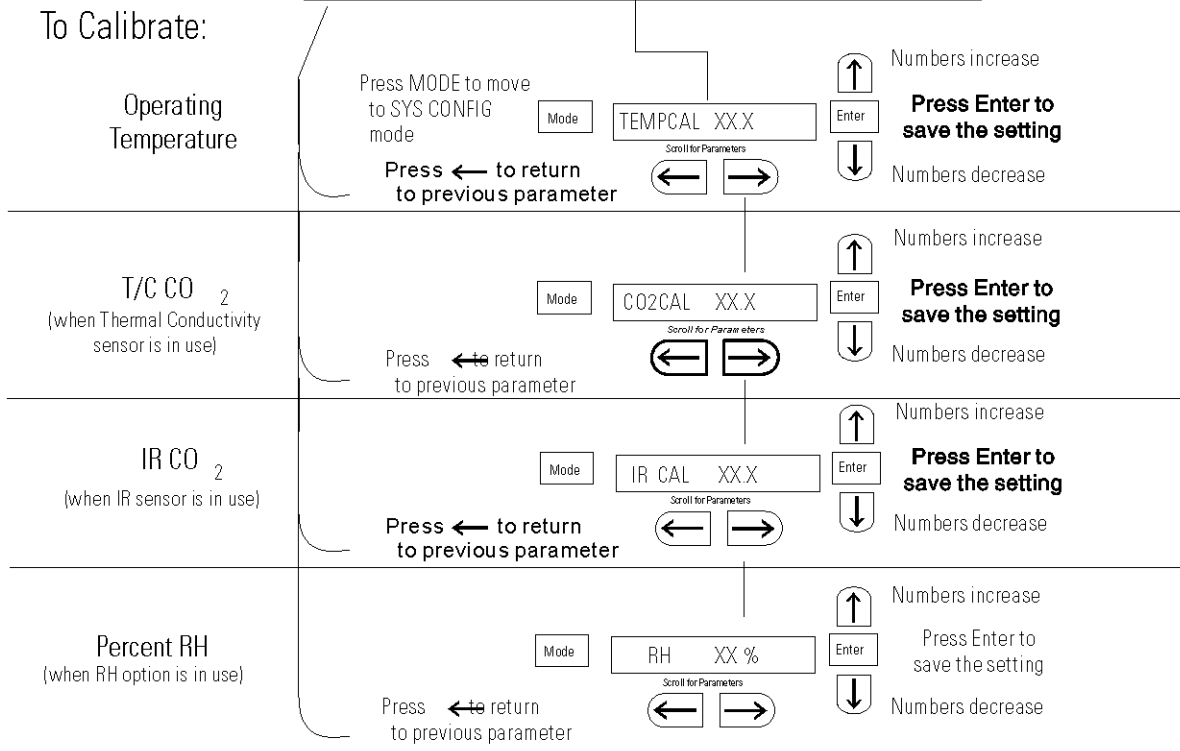 To Calibrate:
Operating
Temperature
Press MODE to move
to SYS CONFIG
mode
Press ← to return
to previous parameter
Mode
TEMPCAL XX.X
Scroll for Parameters
← →
↑
Enter
↓
Numbers increase
Press Enter to
save the setting
Numbers decrease
T/C CO 2
(when Thermal Conductivity
sensor is in use)
Press ← to return
to previous parameter
Mode
CO2CAL XX.X
Scroll for Parameters
← →
↑
Enter
↓
Numbers increase
Press Enter to
save the setting
Numbers decrease
IR CO 2
(when IR sensor is in use)
Press ← to return
to previous parameter
Mode
IR CAL XX.X
Scroll for Parameters
← →
↑
Enter
↓
Numbers increase
Press Enter to
save the setting
Numbers decrease
Percent RH
(when RH option is in use)
Press ← to return
to previous parameter
Mode
RH XX %
Scroll for Parameters
← →
↑
Enter
↓
Numbers increase
Press Enter to
save the setting
Numbers decrease